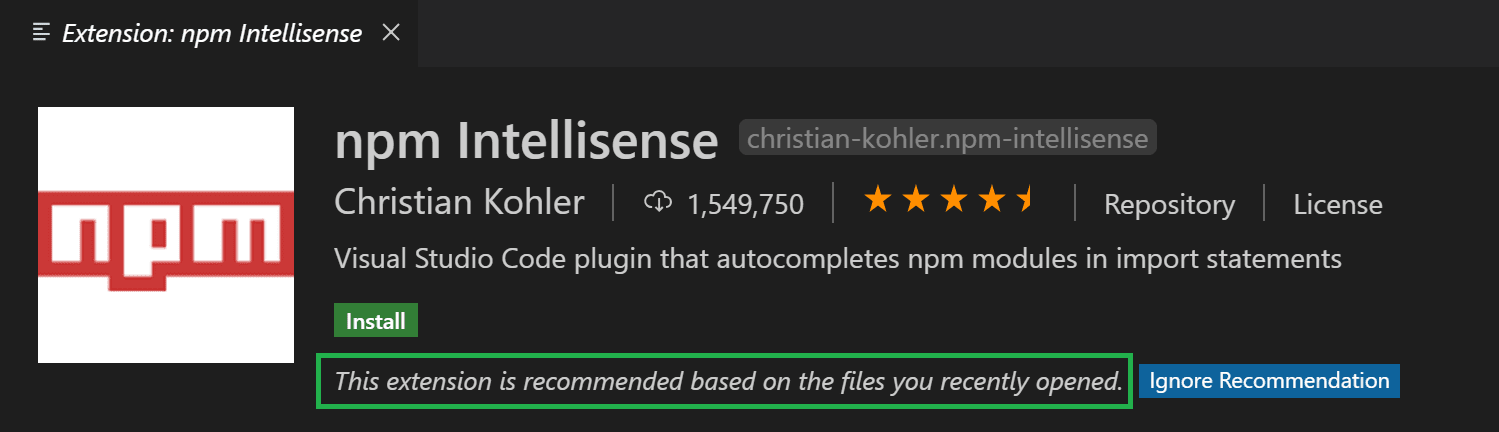 Extension: npm Intellisense
npm
npm Intellisense christian-kohler.npm-intellisense
Christian Kohler 1,549,750 Repository License
Visual Studio Code plugin that autocompletes npm modules in import statements
Install
This extension is recommended based on the files you recently opened. Ignore Recommendation